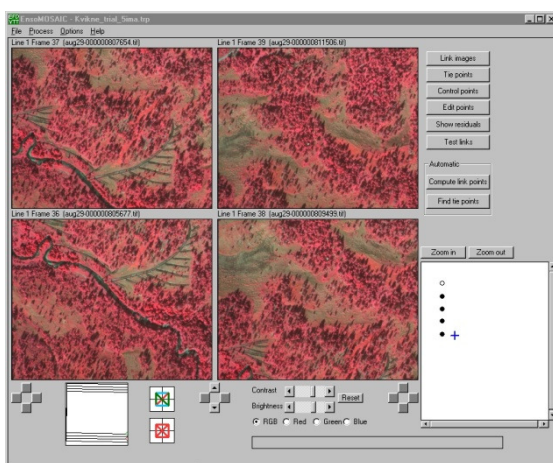 EnsoMOSAIC - Kvikne_trial_5ima.trp
File Process Options Help
Line 1 Frame 37 (aug29-000000807654.tif)
Line 1 Frame 39 (aug29-000000811506.tif)
Link images
Tie points
Control points
Edit points
Show residuals
Test links
Automatic
Compute link points
Find tie points
Line 1 Frame 36 (aug29-000000805677.tif)
Line 1 Frame 38 (aug29-000000809499.tif)
Zoom in
Zoom out
Contrast
Brightness
Reset
RGB Red Green Blue